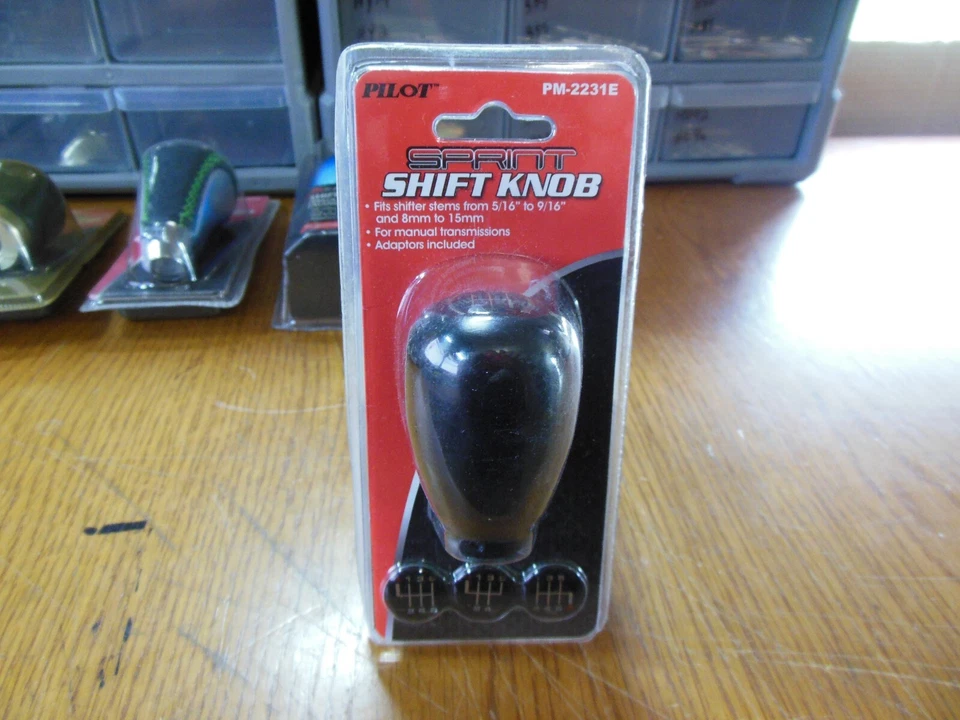 PILOT™
PM-2231E
SPRINT
SHIFT KNOB
• Fits shifter stems from 5/16" to 9/16"
and 8mm to 15mm
• For manual transmissions
• Adaptors included